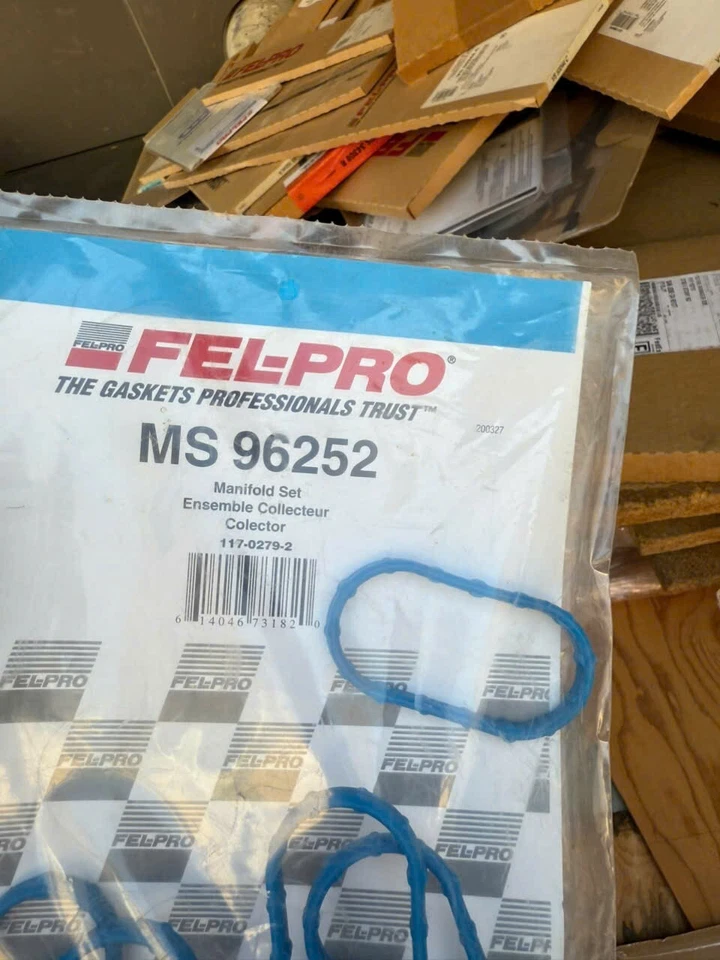 FEL-PRO
FEL-PRO
FEL-PRO
FEL-PRO®
THE GASKETS PROFESSIONALS TRUST™
200327
MS 96252
Manifold Set
Ensemble Collecteur
Colector
117-0279-2
6 14046 73182 0
FEL-PRO
FEL-PRO
FEL-PRO
FEL-PRO
FEL-PRO
FEL-PRO
FEL-PRO
FEL-PRO
FEL-PRO
FEL-PRO